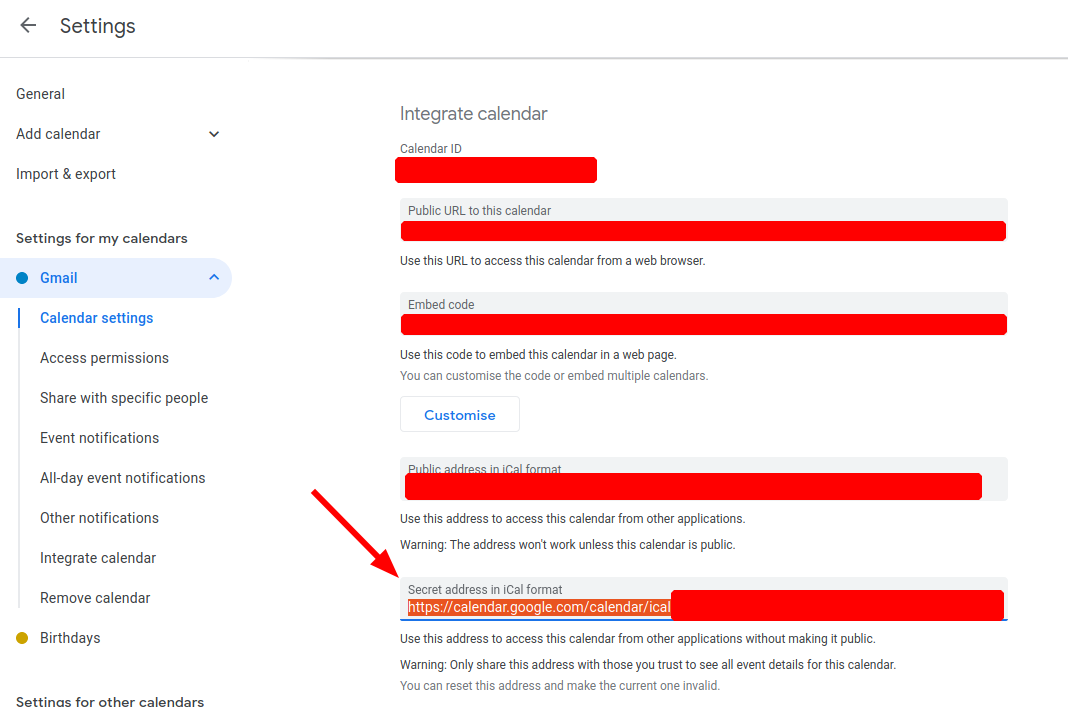 Settings
General
Add calendar
Import & export
Settings for my calendars
Gmail
Calendar settings
Access permissions
Share with specific people
Event notifications
All-day event notifications
Other notifications
Integrate calendar
Remove calendar
Birthdays
Settings for other calendars
Integrate calendar
Calendar ID
Public URL to this calendar
Use this URL to access this calendar from a web browser.
Embed code
Use this code to embed this calendar in a web page.
You can customise the code or embed multiple calendars.
Customise
Public address in iCal format
Use this address to access this calendar from other applications.
Warning: The address won't work unless this calendar is public.
Secret address in iCal format
https://calendar.google.com/calendar/ical
Use this address to access this calendar from other applications without making it public.
Warning: Only share this address with those you trust to see all event details for this calendar.
You can reset this address and make the current one invalid.